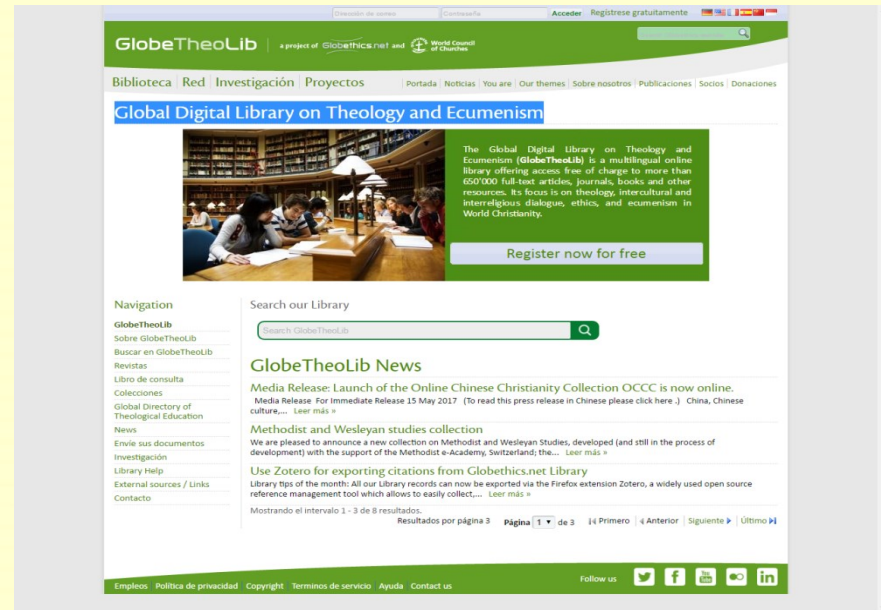 Dirección de correo Contraseña Acceder Regístrese gratuitamente
GlobeTheoLib a project of Globethics.net and World Council of Churches
Biblioteca Red Investigación Proyectos Portada Noticias You are Our themes Sobre nosotros Publicaciones Socios Donaciones
Global Digital Library on Theology and Ecumenism
The Global Digital Library on Theology and
Ecumenism (GlobeTheoLib) is a multilingual online
library offering access free of charge to more than
650'000 full-text articles, journals, books and other
resources. Its focus is on theology, intercultural and
interreligious dialogue, ethics, and ecumenism in
World Christianity.
Register now for free
Navigation
GlobeTheoLib
Sobre GlobeTheoLib
Buscar en GlobeTheoLib
Revistas
Libro de consulta
Colecciones
Global Directory of
Theological Education
News
Envíe sus documentos
Investigación
Library Help
External sources / Links
Contacto
Search our Library
Search GlobeTheoLib
GlobeTheoLib News
Media Release: Launch of the Online Chinese Christianity Collection OCCC is now online.
Media Release For Immediate Release 15 May 2017 (To read this press release in Chinese please click here .) China, Chinese
culture,... Leer más »
Methodist and Wesleyan studies collection
We are pleased to announce a new collection on Methodist and Wesleyan Studies, developed (and still in the process of
development) with the support of the Methodist e-Academy, Switzerland; the... Leer más »
Use Zotero for exporting citations from Globethics.net Library
Library tips of the month: All our Library records can now be exported via the Firefox extension Zotero, a widely used open source
reference management tool which allows to easily collect,... Leer más »
Mostrando el intervalo 1 - 3 de 8 resultados.
Resultados por página 3 Página 1 de 3 Primero Anterior Siguiente Último
Empleos Política de privacidad Copyright Terminos de servicio Ayuda Contact us Follow us You Tube